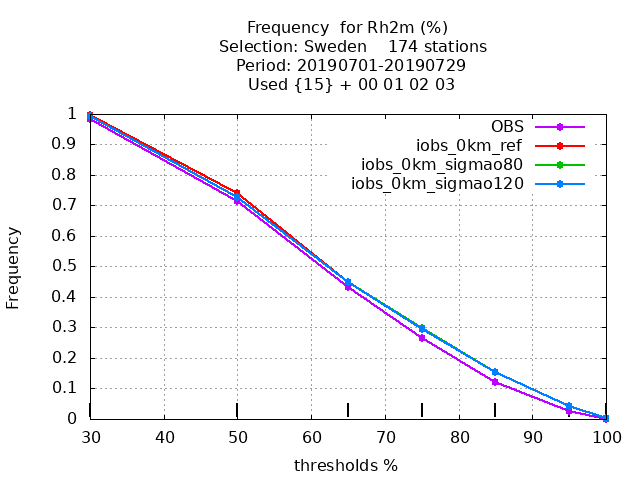 Frequency  for Rh2m (%)
Selection: Sweden    174 stations
Period: 20190701-20190729
Used {15} + 00 01 02 03
OBS
iobs_0km_ref
iobs_0km_sigmao80
iobs_0km_sigmao120
Frequency
1
0.9
0.8
0.7
0.6
0.5
0.4
0.3
0.2
0.1
0
30 40 50 60 70 80 90 100
thresholds %